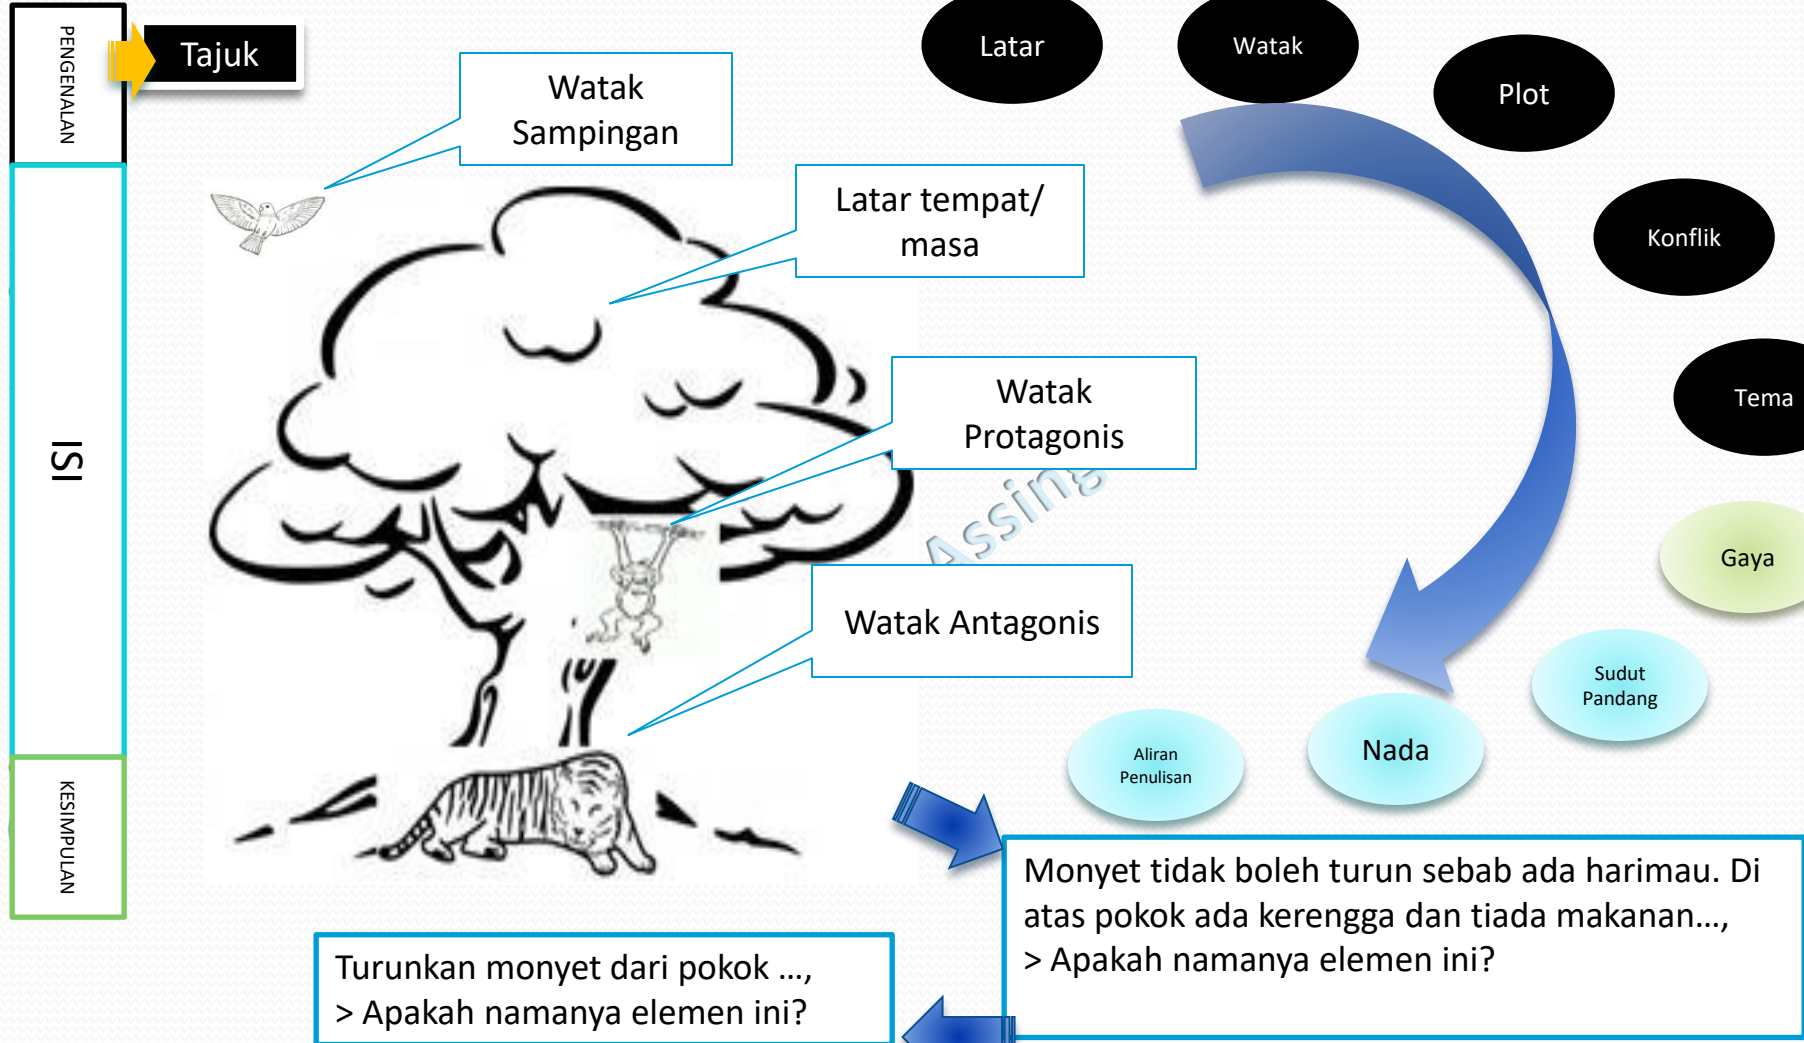 PENGENALAN
Tajuk
Watak
Sampingan
Latar
Watak
Plot
Latar tempat/
masa
Konflik
Watak
Protagonis
Tema
ISI
Assing
Gaya
Watak Antagonis
Sudut
Pandang
Nada
Aliran
Penulisan
KESIMPULAN
Monyet tidak boleh turun sebab ada harimau. Di
atas pokok ada kerengga dan tiada makanan…,
> Apakah namanya elemen ini?
Turunkan monyet dari pokok …,
> Apakah namanya elemen ini?